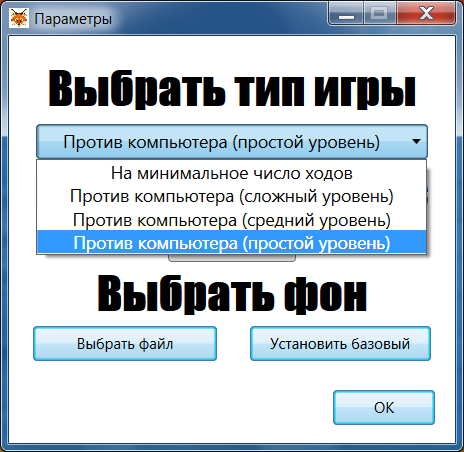 Параметры
Выбрать тип игры
Против компьютера (простой уровень)
На минимальное число ходов
Против компьютера (сложный уровень)
Против компьютера (средний уровень)
Против компьютера (простой уровень)
Выбрать фон
Выбрать файл
Установить базовый
OK